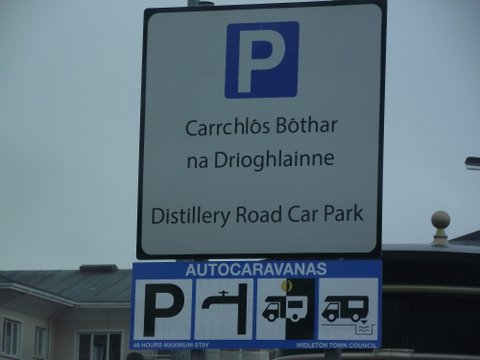 P
Carrchlós Bóthar
na Drioghlainne
Distillery Road Car Park
AUTOCARAVANAS
P
48 HOURS MAXIMUM STAY
MIDLETON TOWN COUNCIL